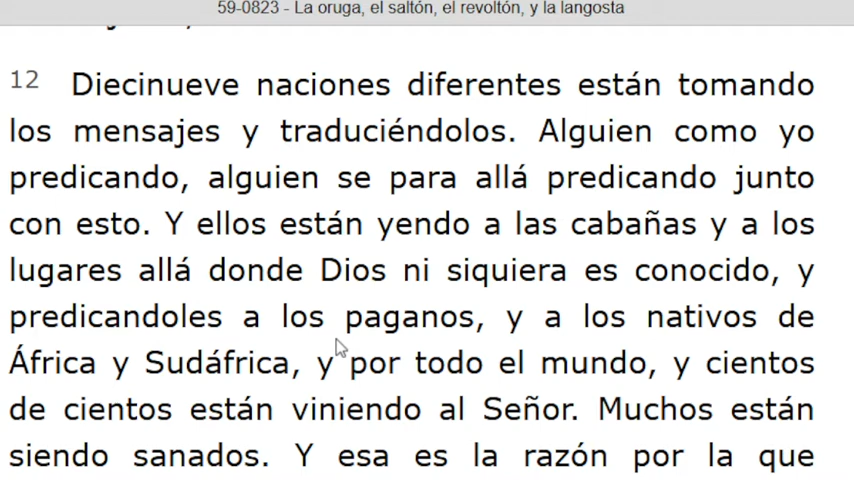 59-0823 - La oruga, el saltón, el revoltón, y la langosta
12 Diecinueve naciones diferentes están tomando
los mensajes y traduciéndolos. Alguien como yo
predicando, alguien se para allá predicando junto
con esto. Y ellos están yendo a las cabañas y a los
lugares allá donde Dios ni siquiera es conocido, y
predicandoles a los paganos, y a los nativos de
África y Sudáfrica, y por todo el mundo, y cientos
de cientos están viniendo al Señor. Muchos están
siendo sanados. Y esa es la razón por la que